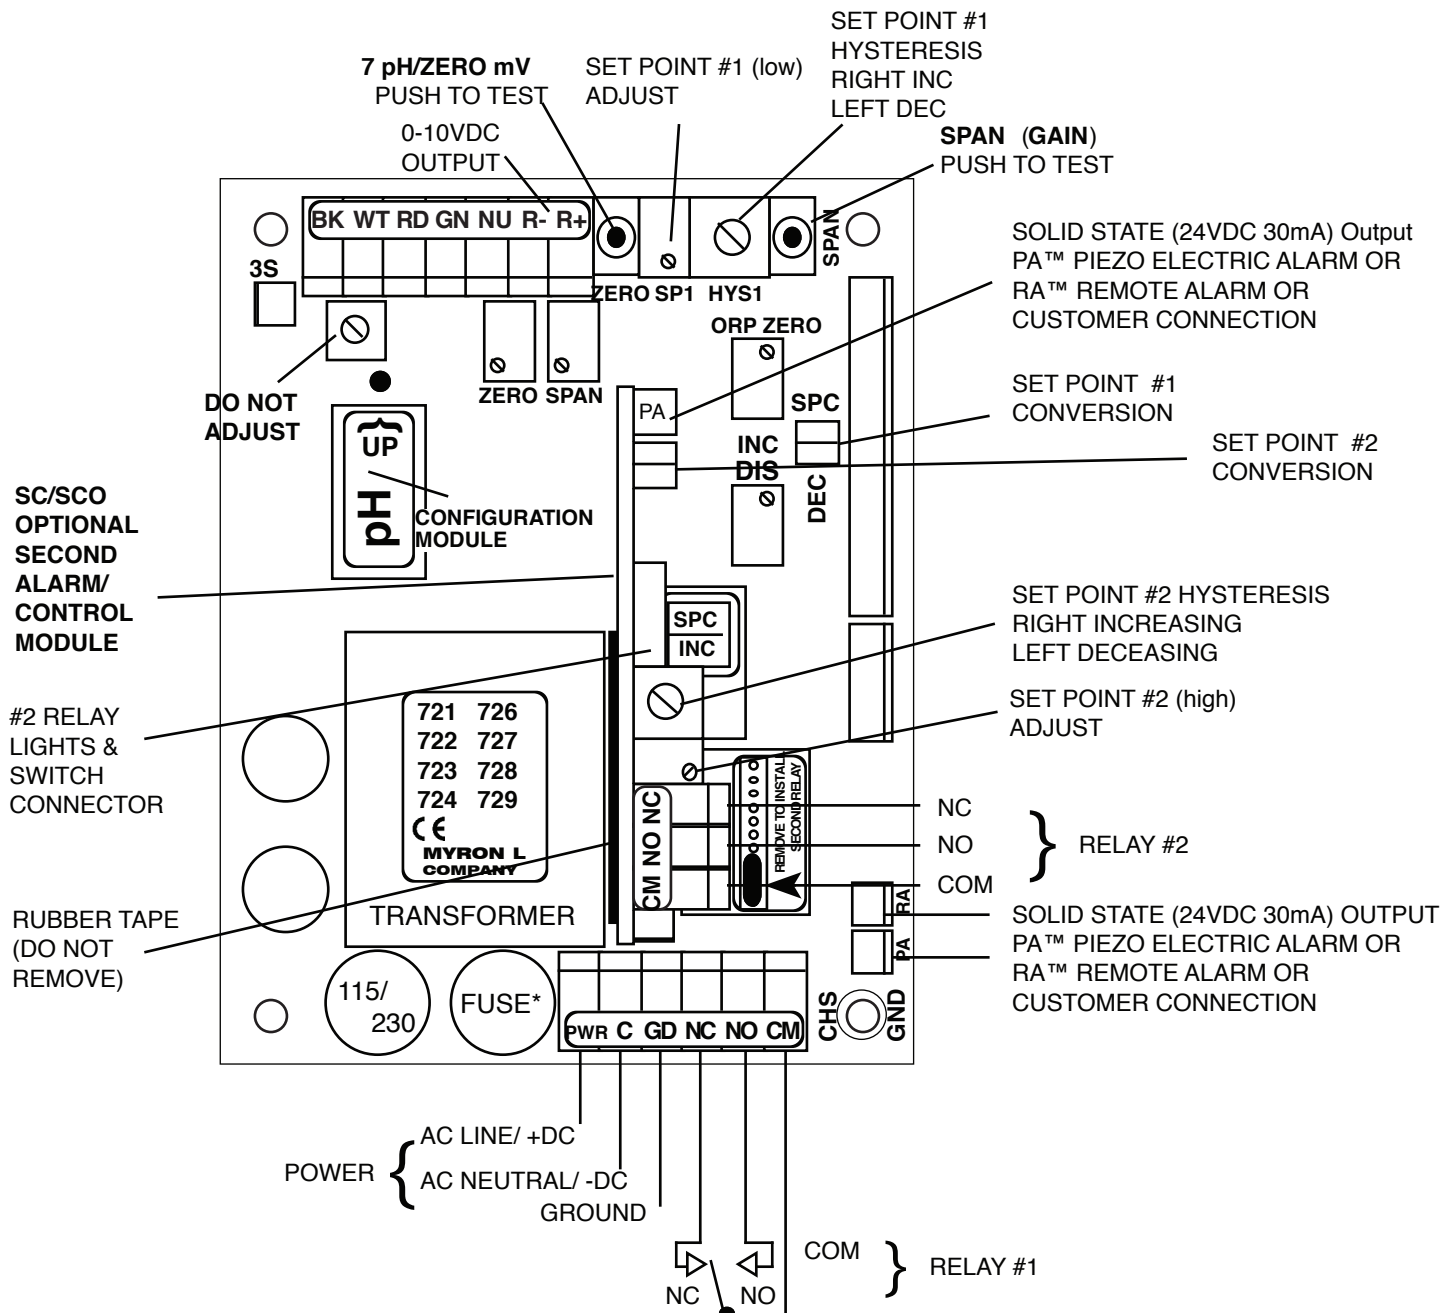 SET POINT #1
HYSTERESIS
RIGHT INC
LEFT DEC
7 pH/ZERO mV
PUSH TO TEST
SET POINT #1 (low)
ADJUST
0-10VDC
OUTPUT
SPAN (GAIN)
PUSH TO TEST
BK WT RD GN NU R- R+
SPAN
3S
ZERO SP1 HYS1
SOLID STATE (24VDC 30mA) Output
PA™ PIEZO ELECTRIC ALARM OR
RA™ REMOTE ALARM OR
CUSTOMER CONNECTION
ORP ZERO
DO NOT
ADJUST
ZERO SPAN
PA
SPC
SET POINT #1
CONVERSION
INC
DIS
DEC
SET POINT #2
CONVERSION
UP
pH
CONFIGURATION
MODULE
SC/SCO
OPTIONAL
SECOND
ALARM/
CONTROL
MODULE
SPC
INC
SET POINT #2 HYSTERESIS
RIGHT INCREASING
LEFT DECEASING
SET POINT #2 (high)
ADJUST
#2 RELAY
LIGHTS &
SWITCH
CONNECTOR
721 726
722 727
723 728
724 729
CE
MYRON L
COMPANY
TRANSFORMER
CM NO NC
REMOVE TO INSTALL
SECOND RELAY
NC
NO
COM
RELAY #2
RUBBER TAPE
(DO NOT
REMOVE)
RA
PA
SOLID STATE (24VDC 30mA) OUTPUT
PA™ PIEZO ELECTRIC ALARM OR
RA™ REMOTE ALARM OR
CUSTOMER CONNECTION
115/
230
FUSE*
PWR C GD NC NO CM
CHS
GND
POWER
AC LINE/ +DC
AC NEUTRAL/ -DC
GROUND
COM
NC NO
RELAY #1